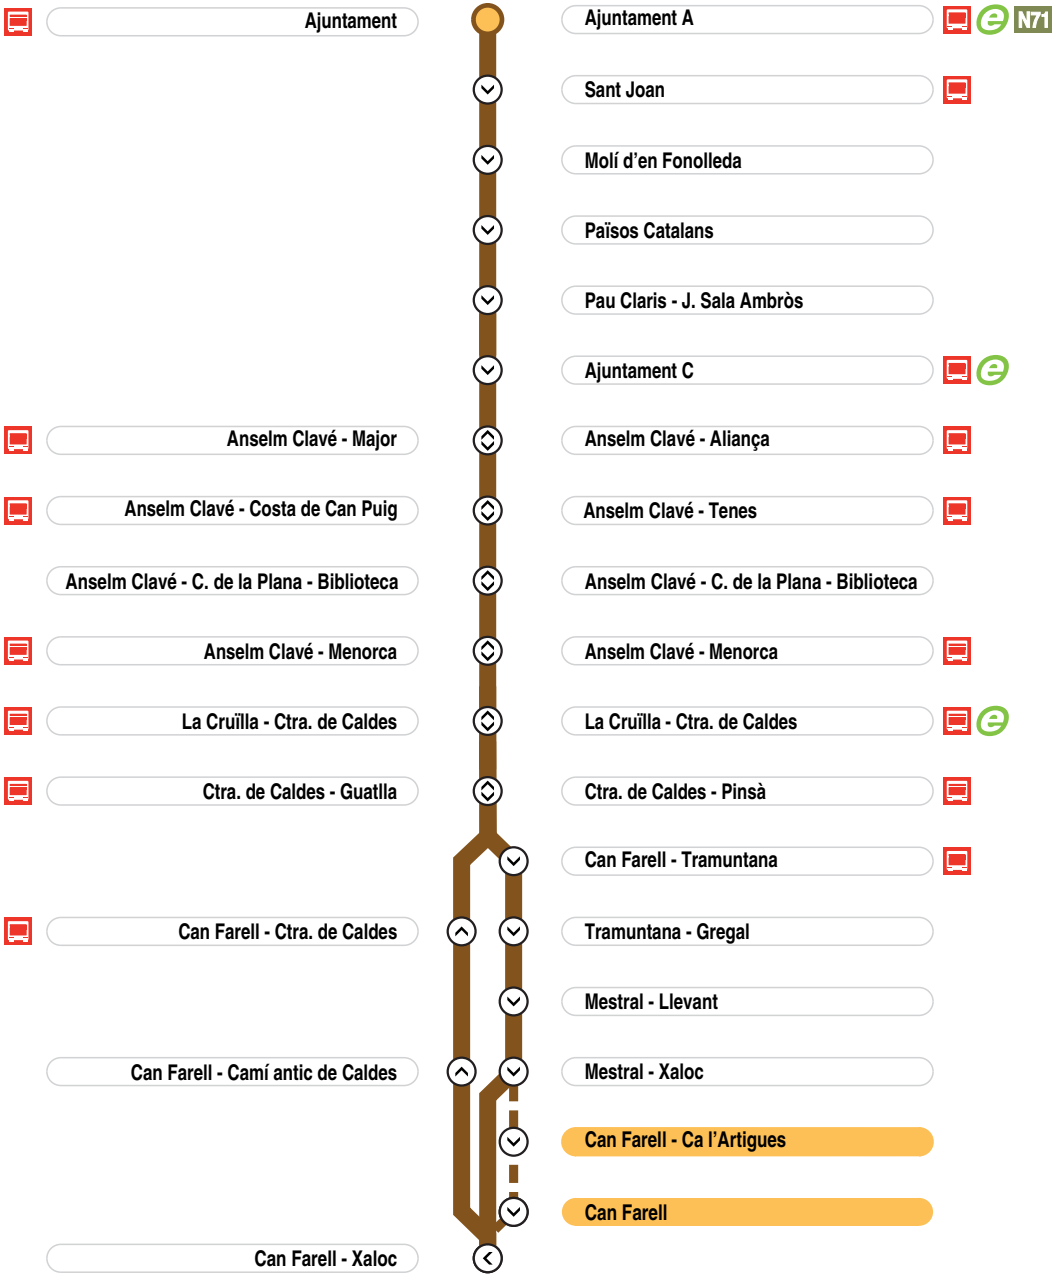 Ajuntament
Ajuntament A
e
N71
Sant Joan
Molí d’en Fonolleda
Països Catalans
Pau Claris - J. Sala Ambròs
Ajuntament C
e
Anselm Clavé - Major
Anselm Clavé - Aliança
Anselm Clavé - Costa de Can Puig
Anselm Clavé - Tenes
Anselm Clavé - C. de la Plana - Biblioteca
Anselm Clavé - C. de la Plana - Biblioteca
Anselm Clavé - Menorca
Anselm Clavé - Menorca
La Cruïlla - Ctra. de Caldes
La Cruïlla - Ctra. de Caldes
e
Ctra. de Caldes - Guatlla
Ctra. de Caldes - Pinsà
Can Farell - Tramuntana
Can Farell - Ctra. de Caldes
Tramuntana - Gregal
Mestral - Llevant
Can Farell - Camí antic de Caldes
Mestral - Xaloc
Can Farell - Ca l’Artigues
Can Farell
Can Farell - Xaloc